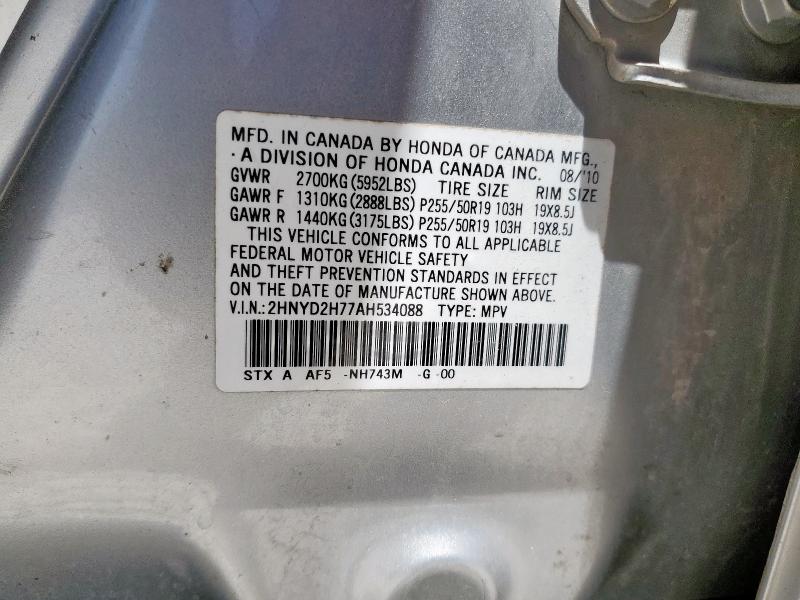 MFD. IN CANADA BY HONDA OF CANADA MFG.,
· A DIVISION OF HONDA CANADA INC. 08/'10
GVWR 2700KG(5952LBS) TIRE SIZE RIM SIZE
GAWR F 1310KG(2888LBS) P255/50R19 103H 19X8.5J
GAWR R 1440KG(3175LBS) P255/50R19 103H 19X8.5J
THIS VEHICLE CONFORMS TO ALL APPLICABLE
FEDERAL MOTOR VEHICLE SAFETY
AND THEFT PREVENTION STANDARDS IN EFFECT
ON THE DATE OF MANUFACTURE SHOWN ABOVE.
V.I.N.: 2HNYD2H77AH534088 TYPE: MPV
STX A AF5 -NH743M -G -00